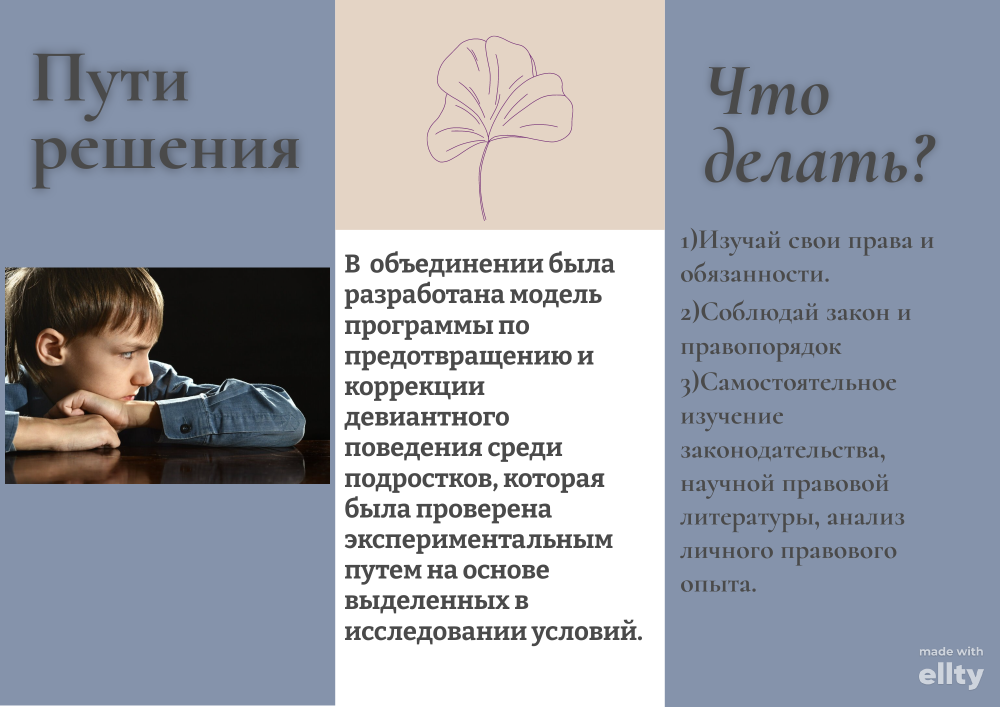 Пути
решения
В  объединении была
разработана модель
программы по
предотвращению и
коррекции
девиантного
поведения среди
подростков, которая
была проверена
экспериментальным
путем на основе
выделенных в
исследовании условий.
Что
делать?
1)Изучай свои права и
обязанности.
2)Соблюдай закон и
правопорядок
3)Самостоятельное
изучение
законодательства,
научной правовой
литературы, анализ
личного правового
опыта.
made with
ellty